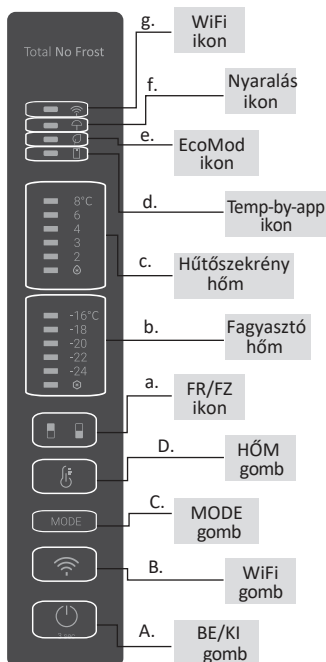 Total No Frost
g. WiFi
ikon
f. Nyaralás
ikon
e. EcoMod
ikon
d. Temp-by-app
ikon
8°C
6
4
3
2
c. Hűtőszekrény
hőm
-16°C
-18
-20
-22
-24
b. Fagyasztó
hőm
a. FR/FZ
ikon
D. HŐM
gomb
MODE
C. MODE
gomb
B. WiFi
gomb
3 sec
A. BE/KI
gomb